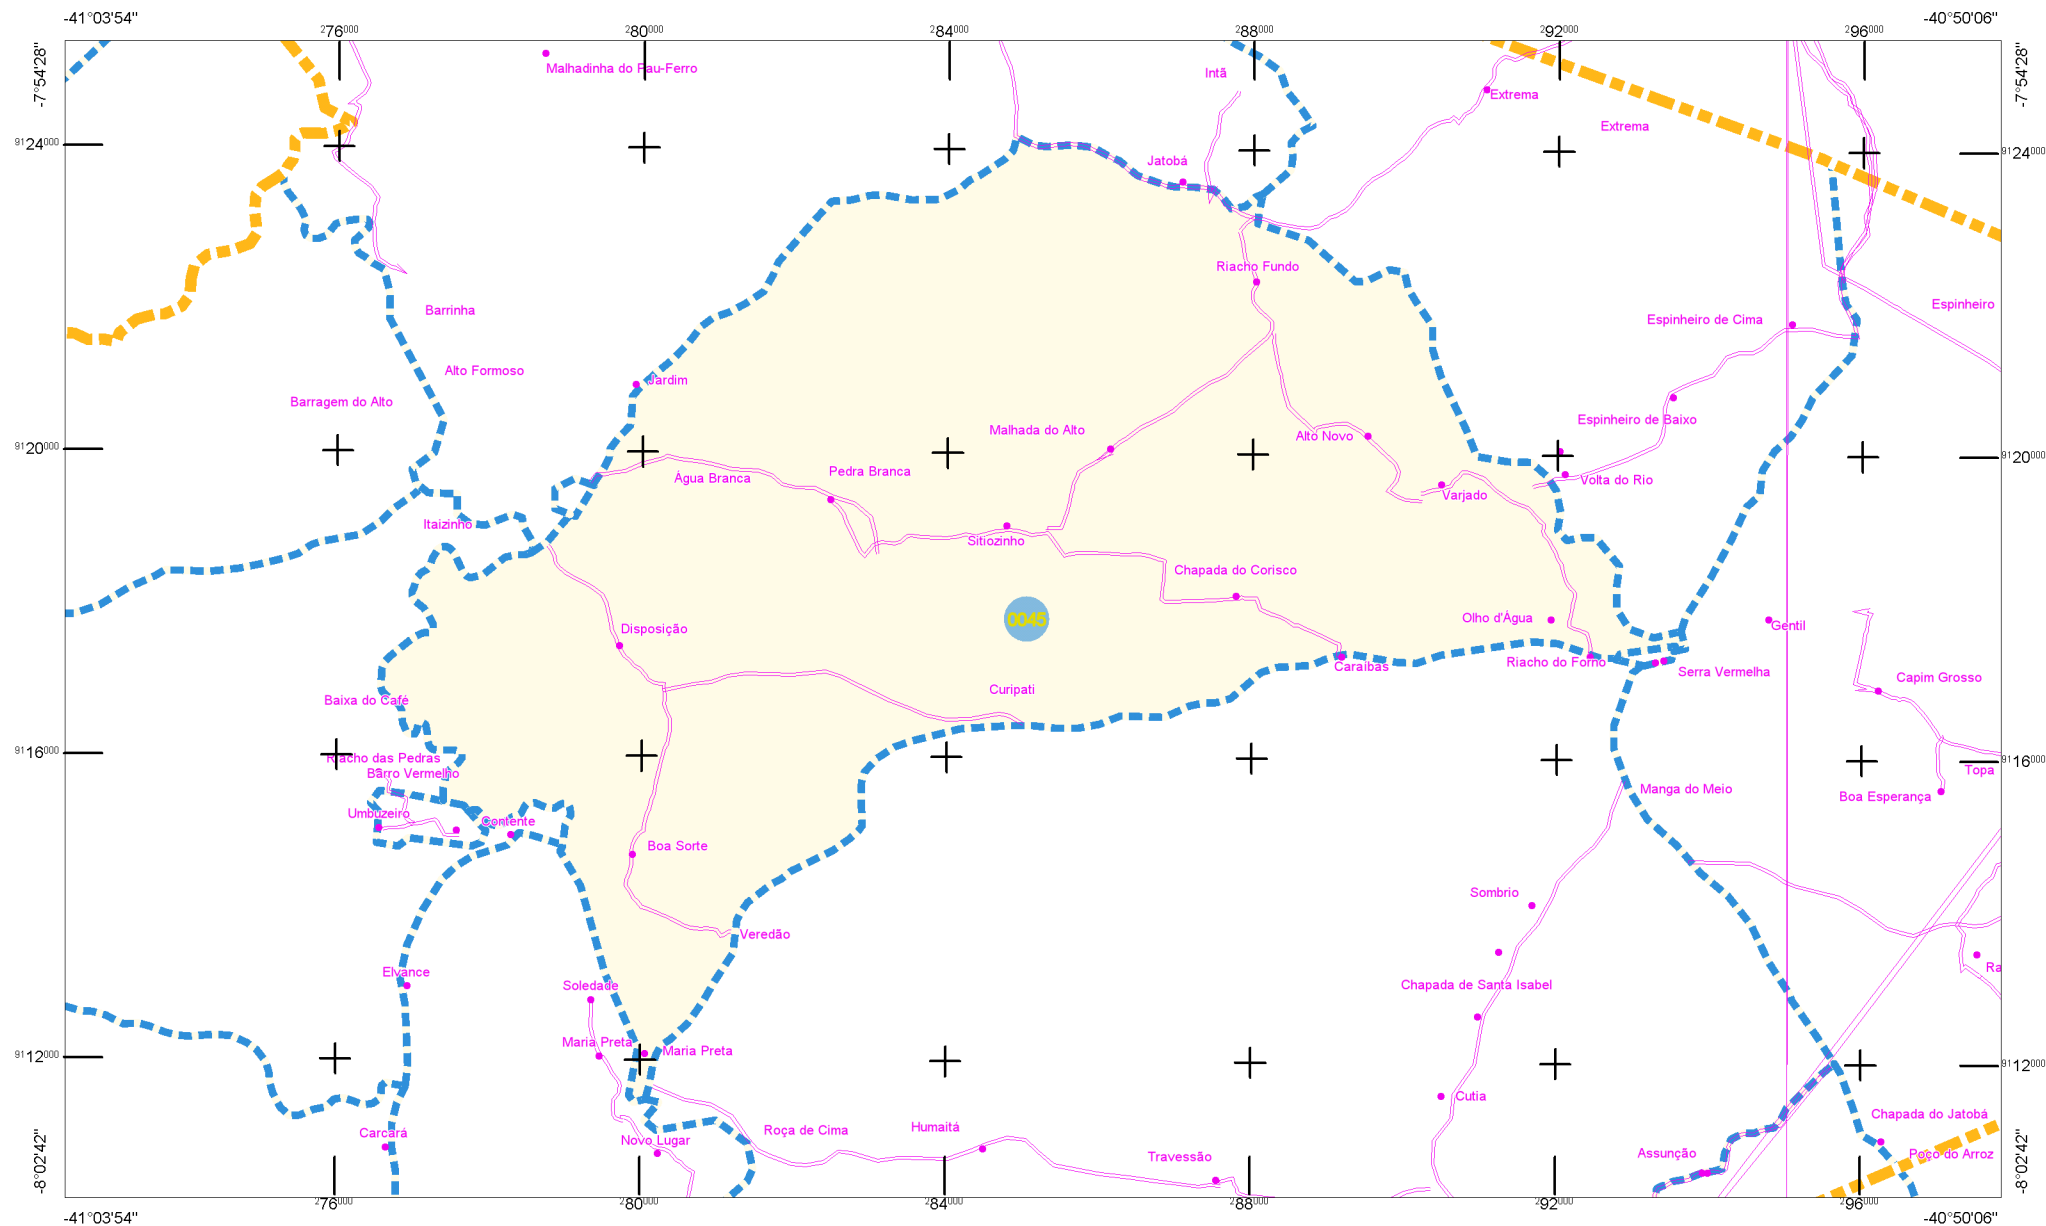 -41°03'54"
276000
280000
284000
288000
292000
296000
-40°50'06"
-7°54'28"
-7°54'28"
Malhadinha do Pau-Ferro
Intã
Extrema
Extrema
9124000
9124000
Jatobá
Riacho Fundo
Barrinha
Espinheiro
Espinheiro de Cima
Alto Formoso
Jardim
Barragem do Alto
Espinheiro de Baixo
Malhada do Alto
Alto Novo
9120000
9120000
Pedra Branca
Água Branca
Volta do Rio
Varjado
Itaizinho
Sitiozinho
Chapada do Corisco
0045
Olho d'Água
Gentil
Disposição
Riacho do Forno
Caraibas
Serra Vermelha
Capim Grosso
Curipati
Baixa do Café
9116000
9116000
Riacho das Pedras
Barro Vermelho
Topa
Manga do Meio
Boa Esperança
Umbuzeiro
Contente
Boa Sorte
Sombrio
Veredão
Ra
Elvance
Soledade
Chapada de Santa Isabel
Maria Preta
Maria Preta
9112000
9112000
Cutia
Chapada do Jatobá
Carcará
Roça de Cima
Humaitá
Novo Lugar
Travessão
Assunção
Poço do Arroz
-8°02'42"
-8°02'42"
-41°03'54"
276000
280000
284000
288000
292000
296000
-40°50'06"